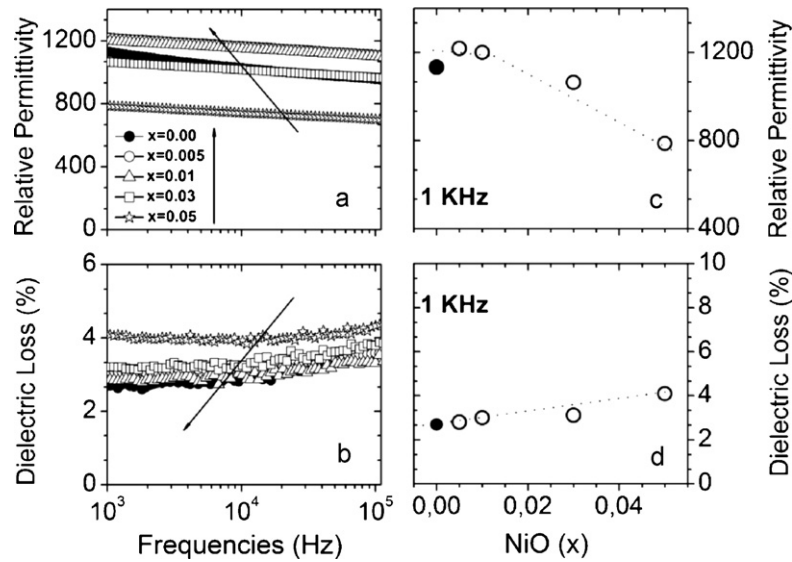 Relative Permittivity
1200
800
400
0
x=0.00
x=0.005
x=0.01
x=0.03
x=0.05
a
1200
800
400
Relative Permittivity
1 KHz
c
Dielectric Loss (%)
6
4
2
0
b
10³
10⁴
10⁵
Frequencies (Hz)
1 KHz
d
10
8
6
4
2
0
Dielectric Loss (%)
0,00
0,02
0,04
NiO (x)